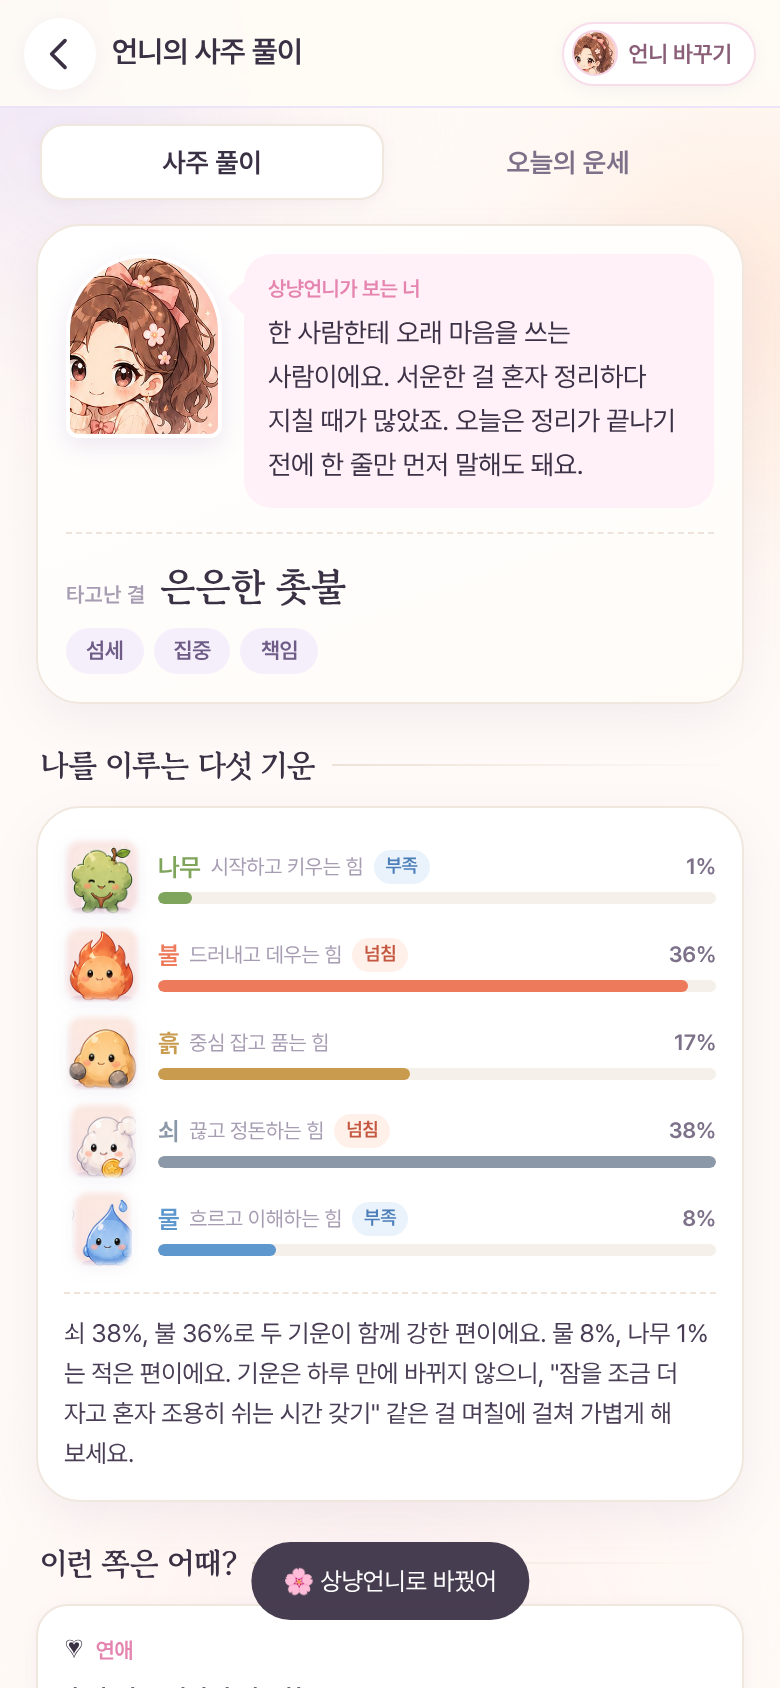 언니의 사주 풀이
언니 바꾸기
사주 풀이
오늘의 운세
상냥언니가 보는 너
한 사람한테 오래 마음을 쓰는
사람이에요. 서운한 걸 혼자 정리하다
지칠 때가 많았죠. 오늘은 정리가 끝나기
전에 한 줄만 먼저 말해도 돼요.
타고난 결 은은한 촛불
섬세 집중 책임
나를 이루는 다섯 기운
나무 시작하고 키우는 힘 부족 1%
불 드러내고 데우는 힘 넘침 36%
흙 중심 잡고 품는 힘 17%
쇠 끊고 정돈하는 힘 넘침 38%
물 흐르고 이해하는 힘 부족 8%
쇠 38%, 불 36%로 두 기운이 함께 강한 편이에요. 물 8%, 나무 1%
는 적은 편이에요. 기운은 하루 만에 바뀌지 않으니, "잠을 조금 더
자고 혼자 조용히 쉬는 시간 갖기" 같은 걸 며칠에 걸쳐 가볍게 해
보세요.
이런 쪽은 어때?
🌸 상냥언니로 바꿨어
♥ 연애